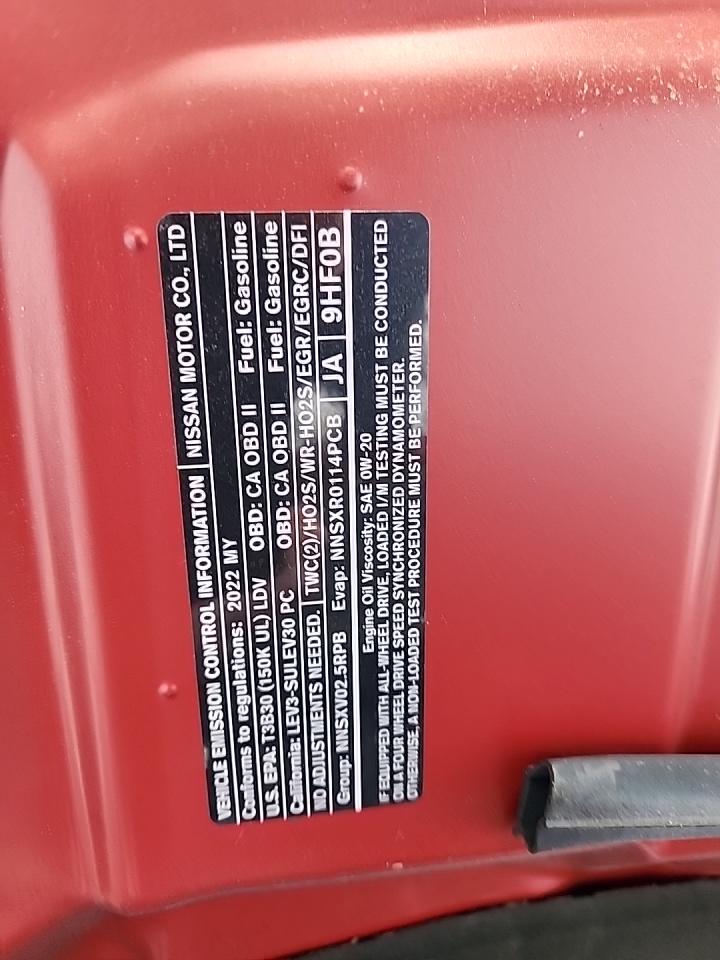 VEHICLE EMISSION CONTROL INFORMATION NISSAN MOTOR CO., LTD
Conforms to regulations: 2022 MY
U.S. EPA: T3B30 (150K UL) LDV OBD: CA OBD II Fuel: Gasoline
California: LEV3-SULEV30 PC OBD: CA OBD II Fuel: Gasoline
NO ADJUSTMENTS NEEDED. TWC(2)/HO2S/WR-HO2S/EGR/EGRC/DFI
Group: NNSXV02.5RPB Evap: NNSXR0114PCB JA 9HF0B
Engine Oil Viscosity: SAE 0W-20
IF EQUIPPED WITH ALL-WHEEL DRIVE, LOADED I/M TESTING MUST BE CONDUCTED
ON A FOUR WHEEL DRIVE SPEED SYNCHRONIZED DYNAMOMETER.
OTHERWISE, A NON-LOADED TEST PROCEDURE MUST BE PERFORMED.